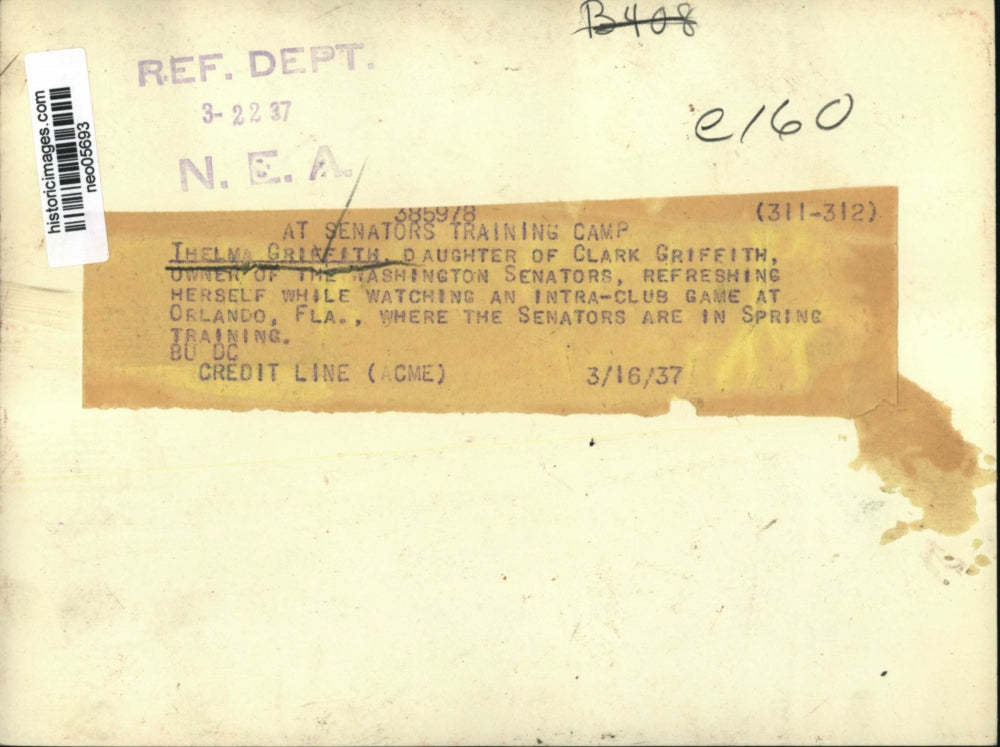 B408
REF. DEPT.
3-22 37
N. E. A.
e160
historicimages.com
neo05693
385978 (311-312)
AT SENATORS TRAINING CAMP
THELMA GRIFFITH, DAUGHTER OF CLARK GRIFFITH,
OWNER OF THE WASHINGTON SENATORS, REFRESHING
HERSELF WHILE WATCHING AN INTRA-CLUB GAME AT
ORLANDO, FLA., WHERE THE SENATORS ARE IN SPRING
TRAINING.
BU DC
CREDIT LINE (ACME) 3/16/37